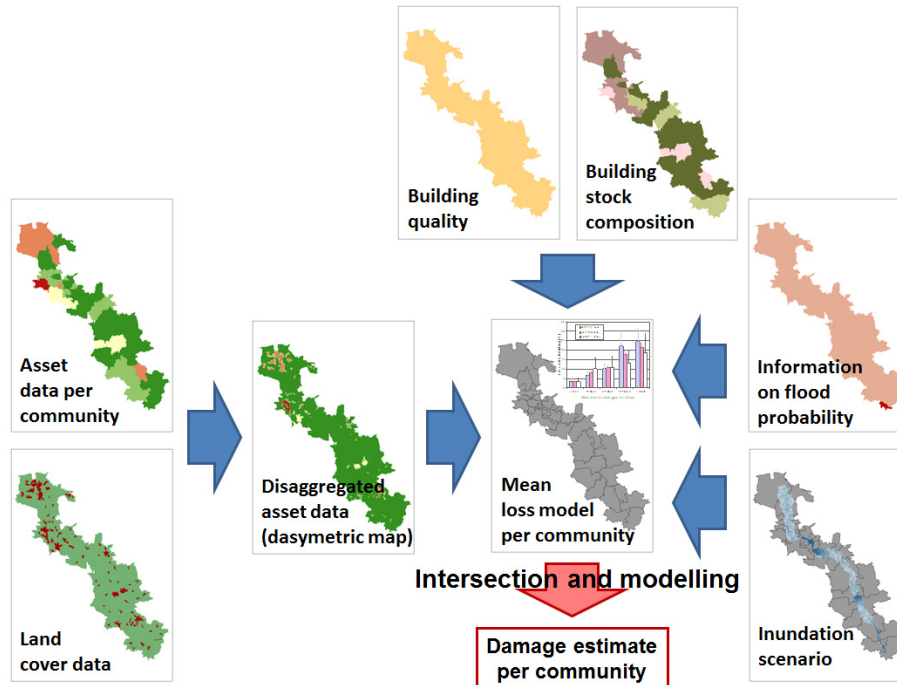 Building
quality
Building
stock
composition
Asset
data per
community
Information
on flood
probability
Disaggregated
asset data
(dasymetric map)
Mean
loss model
per community
Land
cover data
Intersection and modelling
Inundation
scenario
Damage estimate
per community